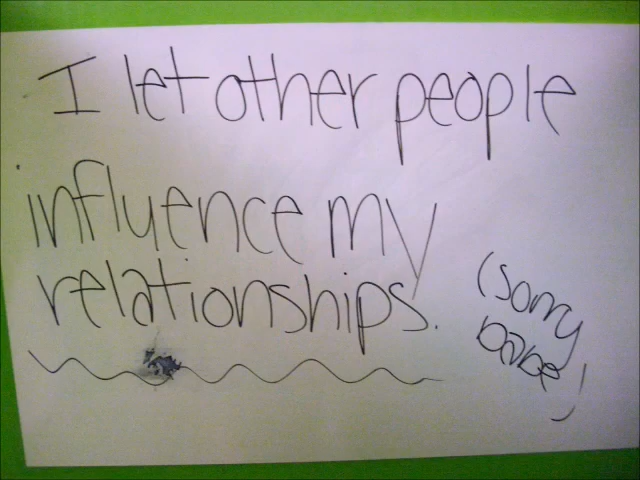 I let other people
influence my
relationships.
(sorry
babe)